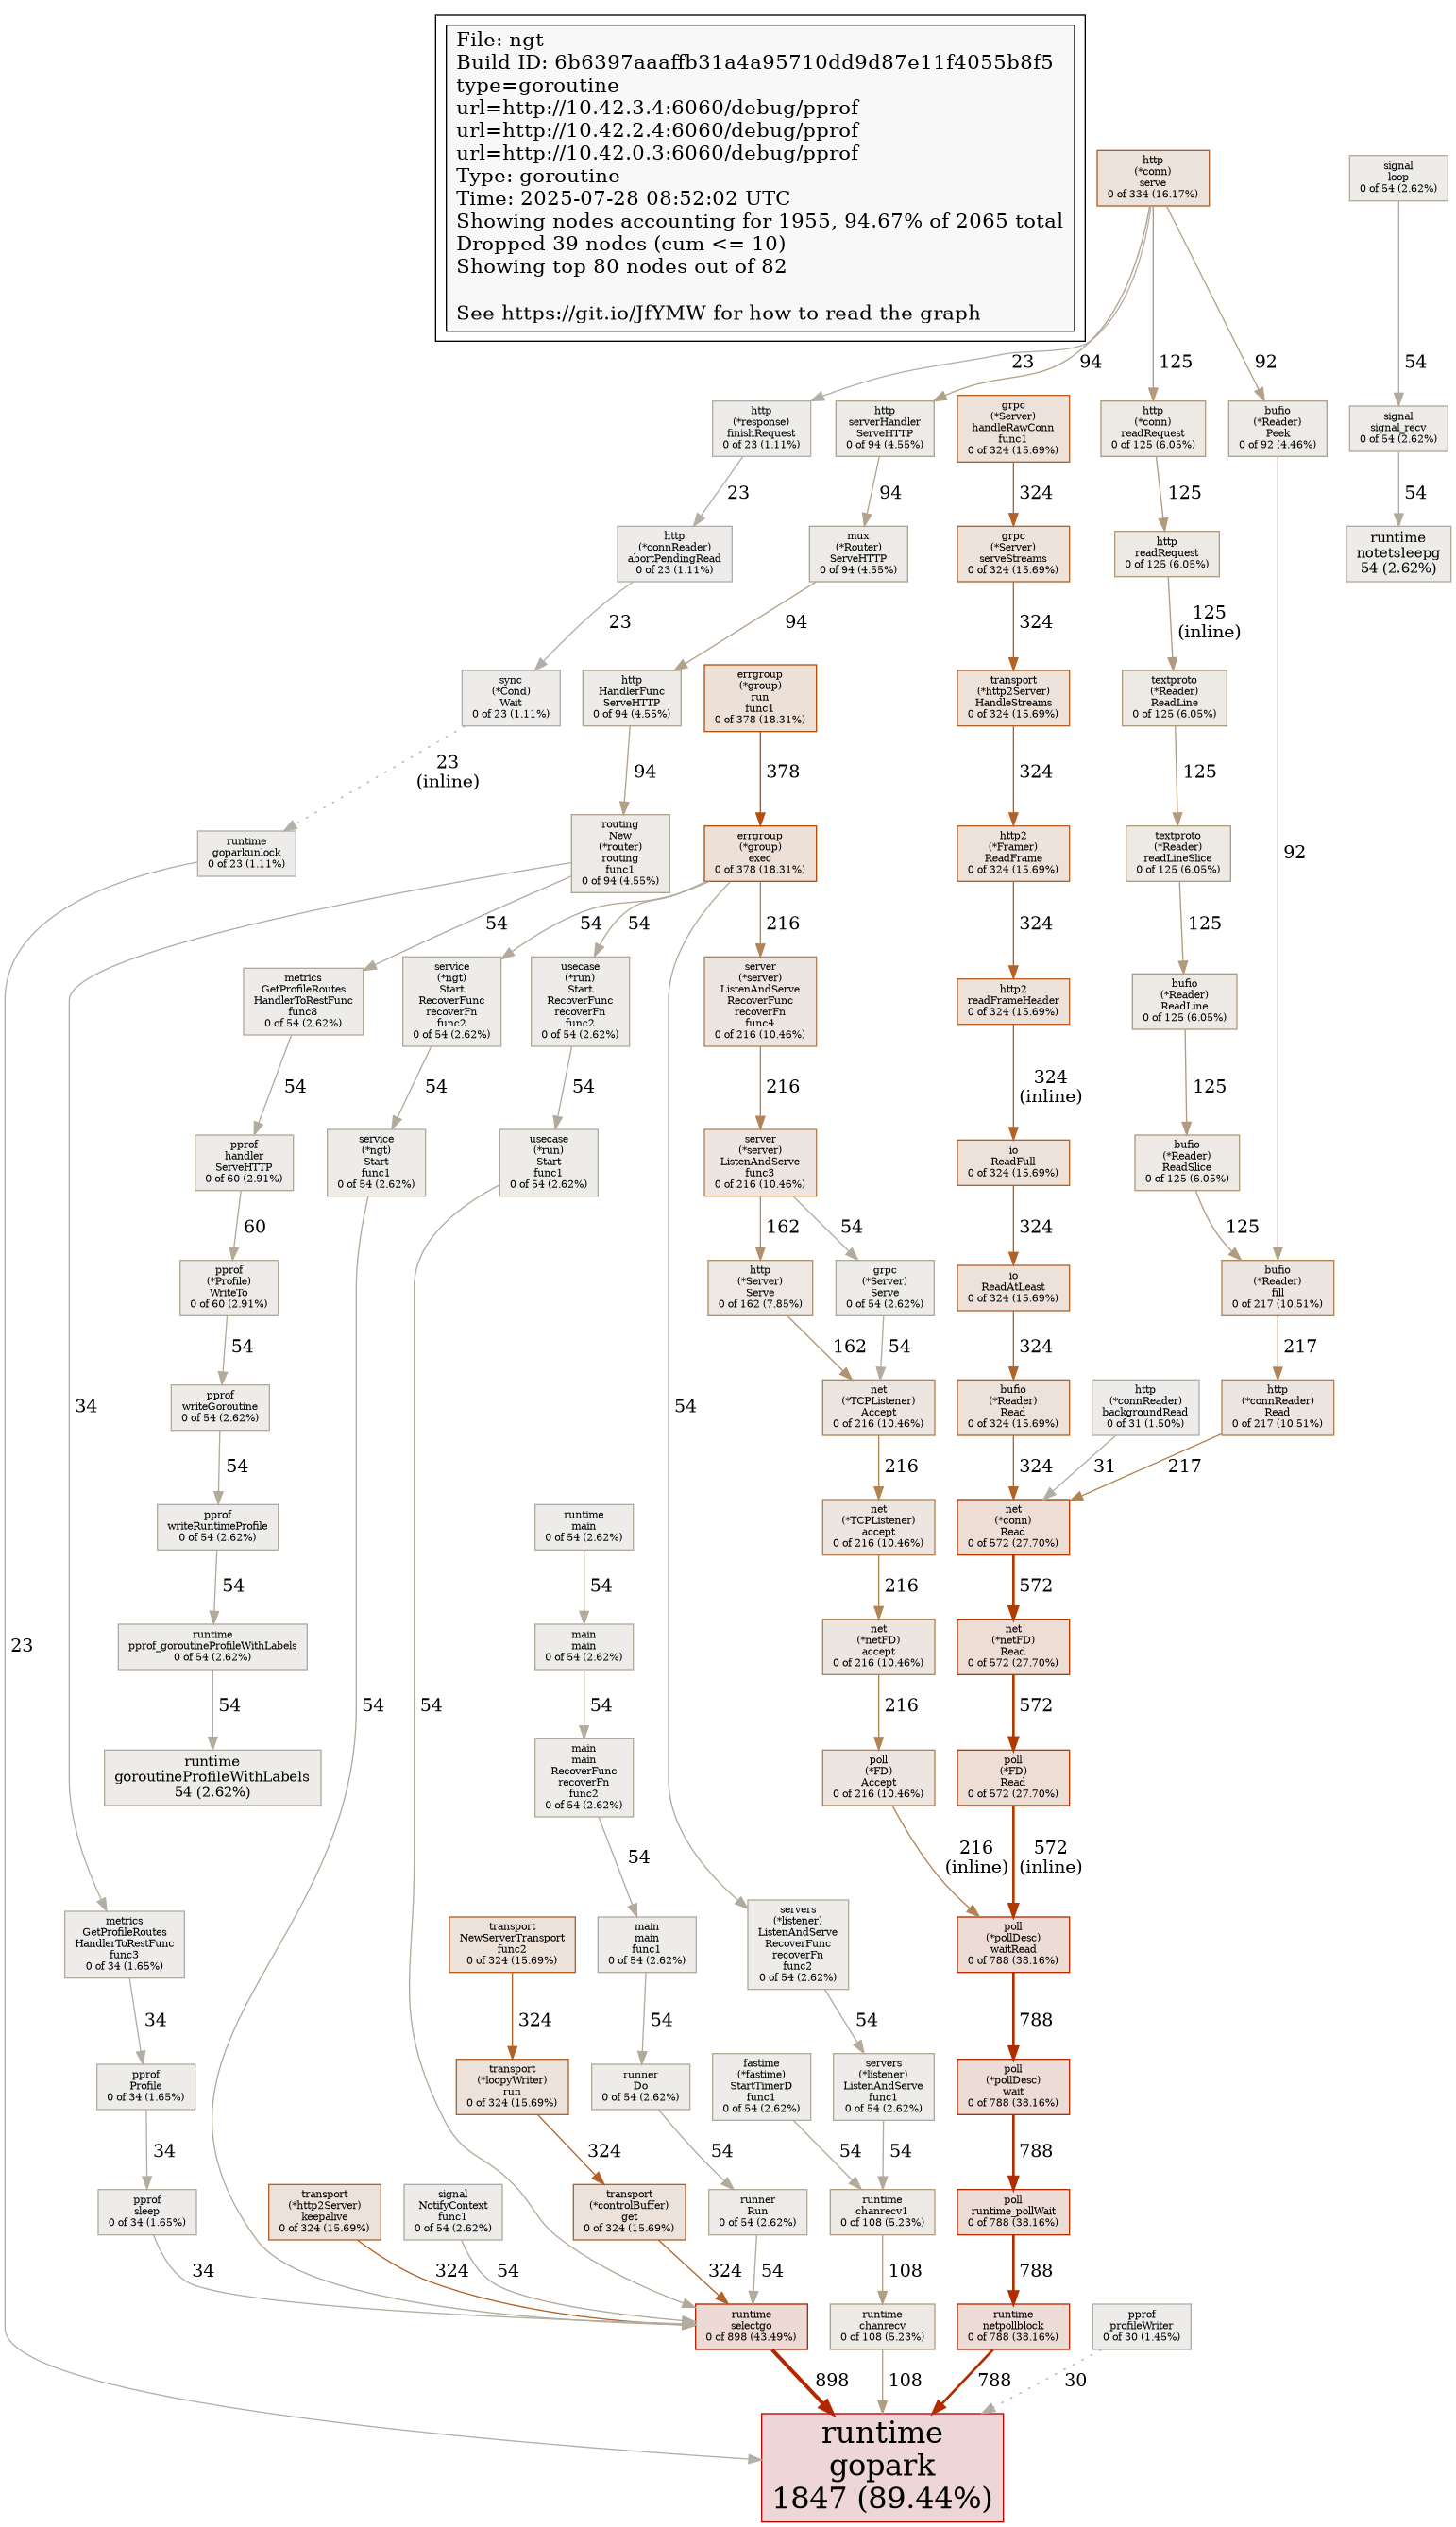 File: ngt
Build ID: 6b6397aaaffb31a4a95710dd9d87e11f4055b8f5
type=goroutine
url=http://10.42.3.4:6060/debug/pprof
url=http://10.42.2.4:6060/debug/pprof
url=http://10.42.0.3:6060/debug/pprof
Type: goroutine
Time: 2025-07-28 08:52:02 UTC
Showing nodes accounting for 1955, 94.67% of 2065 total
Dropped 39 nodes (cum <= 10)
Showing top 80 nodes out of 82
See https://git.io/JfYMW for how to read the graph
http
(*conn)
serve
0 of 334 (16.17%)
signal
loop
0 of 54 (2.62%)
23
94
125
92
54
http
(*response)
finishRequest
0 of 23 (1.11%)
http
serverHandler
ServeHTTP
0 of 94 (4.55%)
grpc
(*Server)
handleRawConn
func1
0 of 324 (15.69%)
http
(*conn)
readRequest
0 of 125 (6.05%)
bufio
(*Reader)
Peek
0 of 92 (4.46%)
signal
signal_recv
0 of 54 (2.62%)
23
94
324
125
54
http
(*connReader)
abortPendingRead
0 of 23 (1.11%)
mux
(*Router)
ServeHTTP
0 of 94 (4.55%)
grpc
(*Server)
serveStreams
0 of 324 (15.69%)
http
readRequest
0 of 125 (6.05%)
runtime
notetsleepg
54 (2.62%)
23
94
324
125
(inline)
sync
(*Cond)
Wait
0 of 23 (1.11%)
http
HandlerFunc
ServeHTTP
0 of 94 (4.55%)
errgroup
(*group)
run
func1
0 of 378 (18.31%)
transport
(*http2Server)
HandleStreams
0 of 324 (15.69%)
textproto
(*Reader)
ReadLine
0 of 125 (6.05%)
23
(inline)
94
378
324
125
runtime
goparkunlock
0 of 23 (1.11%)
routing
New
(*router)
routing
func1
0 of 94 (4.55%)
errgroup
(*group)
exec
0 of 378 (18.31%)
http2
(*Framer)
ReadFrame
0 of 324 (15.69%)
textproto
(*Reader)
readLineSlice
0 of 125 (6.05%)
92
54
54
54
216
324
125
metrics
GetProfileRoutes
HandlerToRestFunc
func8
0 of 54 (2.62%)
service
(*ngt)
Start
RecoverFunc
recoverFn
func2
0 of 54 (2.62%)
usecase
(*run)
Start
RecoverFunc
recoverFn
func2
0 of 54 (2.62%)
server
(*server)
ListenAndServe
RecoverFunc
recoverFn
func4
0 of 216 (10.46%)
http2
readFrameHeader
0 of 324 (15.69%)
bufio
(*Reader)
ReadLine
0 of 125 (6.05%)
54
54
54
216
324
(inline)
125
pprof
handler
ServeHTTP
0 of 60 (2.91%)
service
(*ngt)
Start
func1
0 of 54 (2.62%)
usecase
(*run)
Start
func1
0 of 54 (2.62%)
server
(*server)
ListenAndServe
func3
0 of 216 (10.46%)
io
ReadFull
0 of 324 (15.69%)
bufio
(*Reader)
ReadSlice
0 of 125 (6.05%)
60
162
54
324
125
pprof
(*Profile)
WriteTo
0 of 60 (2.91%)
http
(*Server)
Serve
0 of 162 (7.85%)
grpc
(*Server)
Serve
0 of 54 (2.62%)
io
ReadAtLeast
0 of 324 (15.69%)
bufio
(*Reader)
fill
0 of 217 (10.51%)
54
162
54
324
217
34
54
pprof
writeGoroutine
0 of 54 (2.62%)
net
(*TCPListener)
Accept
0 of 216 (10.46%)
bufio
(*Reader)
Read
0 of 324 (15.69%)
http
(*connReader)
backgroundRead
0 of 31 (1.50%)
http
(*connReader)
Read
0 of 217 (10.51%)
54
216
324
31
217
pprof
writeRuntimeProfile
0 of 54 (2.62%)
runtime
main
0 of 54 (2.62%)
net
(*TCPListener)
accept
0 of 216 (10.46%)
net
(*conn)
Read
0 of 572 (27.70%)
54
54
216
572
23
runtime
pprof_goroutineProfileWithLabels
0 of 54 (2.62%)
main
main
0 of 54 (2.62%)
net
(*netFD)
accept
0 of 216 (10.46%)
net
(*netFD)
Read
0 of 572 (27.70%)
54
54
54
54
216
572
runtime
goroutineProfileWithLabels
54 (2.62%)
main
main
RecoverFunc
recoverFn
func2
0 of 54 (2.62%)
poll
(*FD)
Accept
0 of 216 (10.46%)
poll
(*FD)
Read
0 of 572 (27.70%)
54
216
(inline)
572
(inline)
metrics
GetProfileRoutes
HandlerToRestFunc
func3
0 of 34 (1.65%)
transport
NewServerTransport
func2
0 of 324 (15.69%)
main
main
func1
0 of 54 (2.62%)
servers
(*listener)
ListenAndServe
RecoverFunc
recoverFn
func2
0 of 54 (2.62%)
poll
(*pollDesc)
waitRead
0 of 788 (38.16%)
34
324
54
54
788
pprof
Profile
0 of 34 (1.65%)
transport
(*loopyWriter)
run
0 of 324 (15.69%)
runner
Do
0 of 54 (2.62%)
fastime
(*fastime)
StartTimerD
func1
0 of 54 (2.62%)
servers
(*listener)
ListenAndServe
func1
0 of 54 (2.62%)
poll
(*pollDesc)
wait
0 of 788 (38.16%)
34
324
54
54
54
788
pprof
sleep
0 of 34 (1.65%)
transport
(*http2Server)
keepalive
0 of 324 (15.69%)
signal
NotifyContext
func1
0 of 54 (2.62%)
transport
(*controlBuffer)
get
0 of 324 (15.69%)
runner
Run
0 of 54 (2.62%)
runtime
chanrecv1
0 of 108 (5.23%)
poll
runtime_pollWait
0 of 788 (38.16%)
34
324
54
324
54
108
788
runtime
selectgo
0 of 898 (43.49%)
runtime
chanrecv
0 of 108 (5.23%)
runtime
netpollblock
0 of 788 (38.16%)
pprof
profileWriter
0 of 30 (1.45%)
898
108
788
30
runtime
gopark
1847 (89.44%)